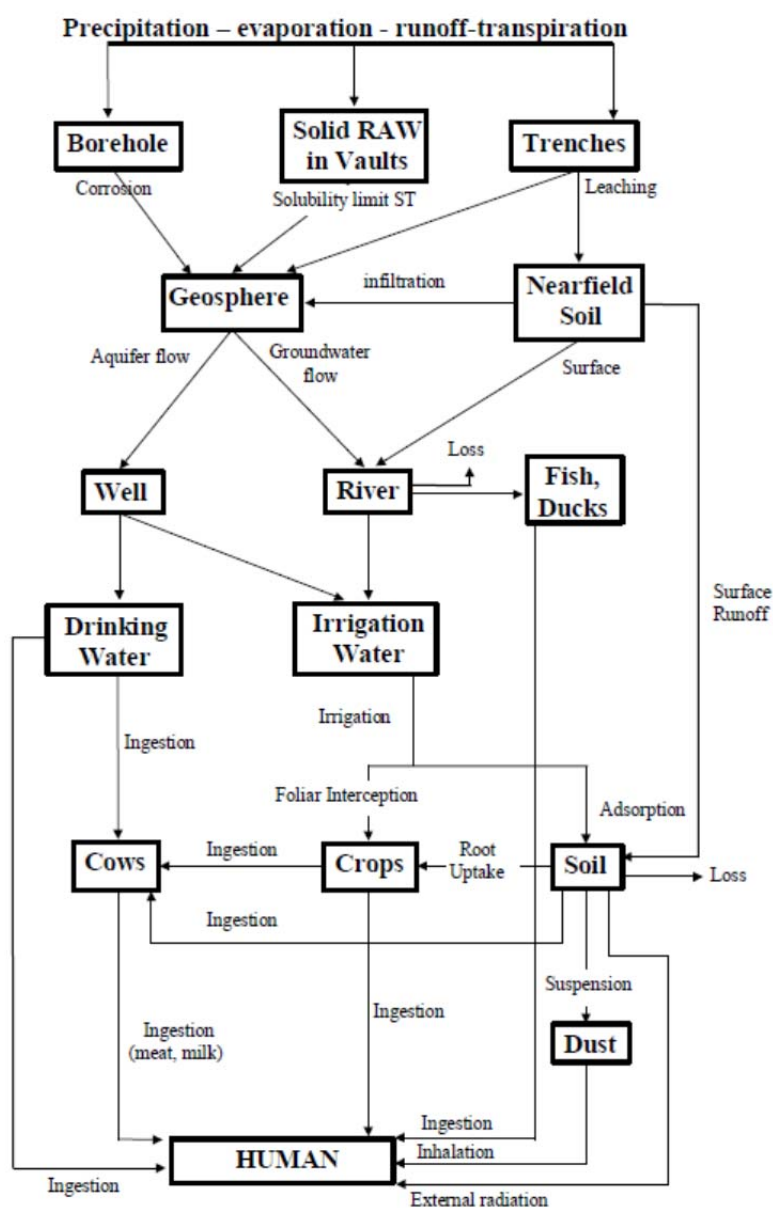 Precipitation – evaporation - runoff-transpiration
Borehole
Solid RAW
in Vaults
Trenches
Corrosion
Solubility limit ST
Leaching
Geosphere
infiltration
Nearfield
Soil
Aquifer flow
Groundwater
flow
Surface
Loss
Well
River
Fish,
Ducks
Surface
Runoff
Drinking
Water
Irrigation
Water
Irrigation
Ingestion
Foliar Interception
Adsorption
Cows
Ingestion
Crops
Root
Uptake
Soil
Loss
Ingestion
Suspension
Ingestion
(meat, milk)
Ingestion
Dust
Ingestion
HUMAN
Inhalation
Ingestion
External radiation